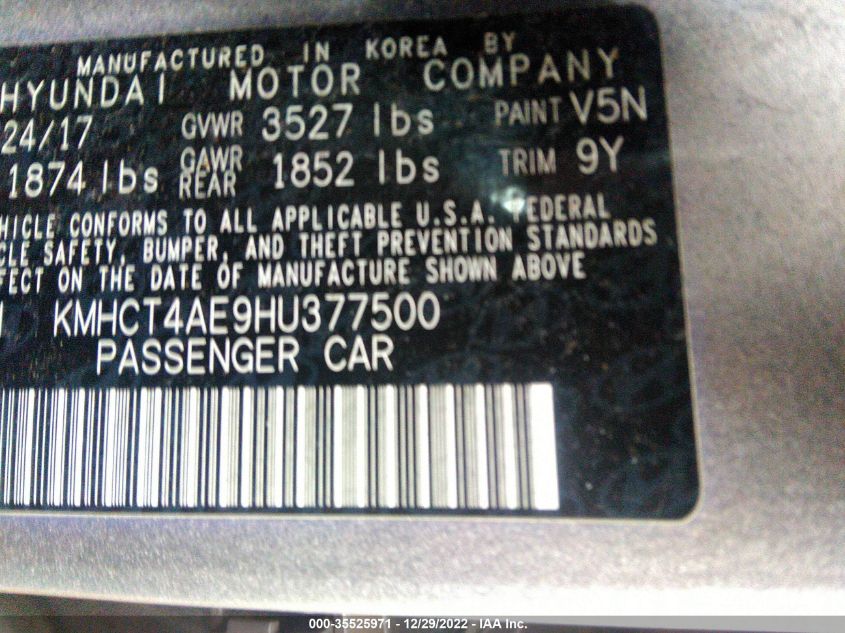 MANUFACTURED IN KOREA BY
HYUNDAI MOTOR COMPANY
24/17 GVWR 3527 lbs PAINT V5N
1874 lbs GAWR REAR 1852 lbs TRIM 9Y
HICLE CONFORMS TO ALL APPLICABLE U.S.A. FEDERAL
CLE SAFETY, BUMPER, AND THEFT PREVENTION STANDARDS
FECT ON THE DATE OF MANUFACTURE SHOWN ABOVE
KMHCT4AE9HU377500
PASSENGER CAR
000-35525971 - 12/29/2022 - IAA Inc.